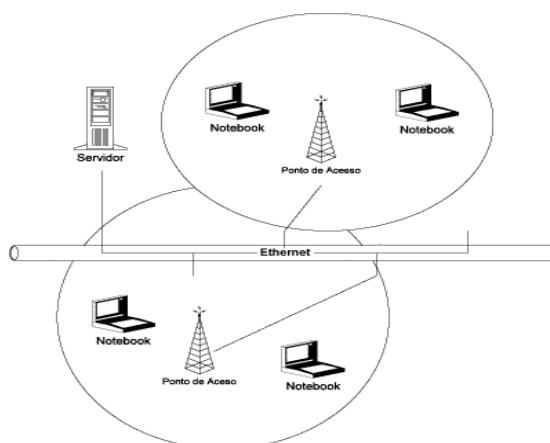 Notebook
Notebook
Servidor
Ponto de Acesso
Ethernet
Notebook
Ponto de Aceso
Notebook